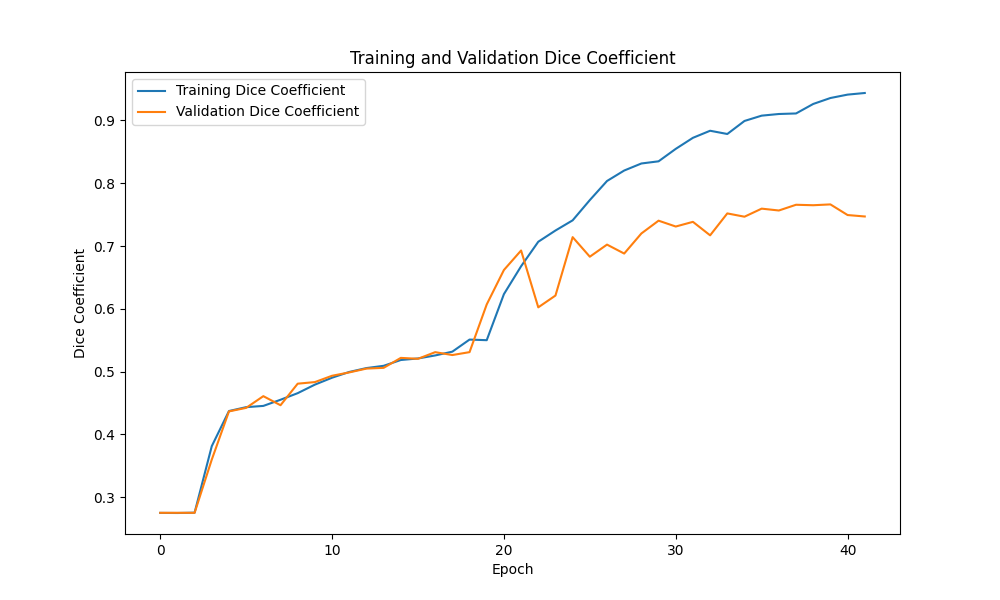 Training and Validation Dice Coefficient
Training Dice Coefficient
Validation Dice Coefficient
Dice Coefficient
0.9
0.8
0.7
0.6
0.5
0.4
0.3
0 10 20 30 40
Epoch